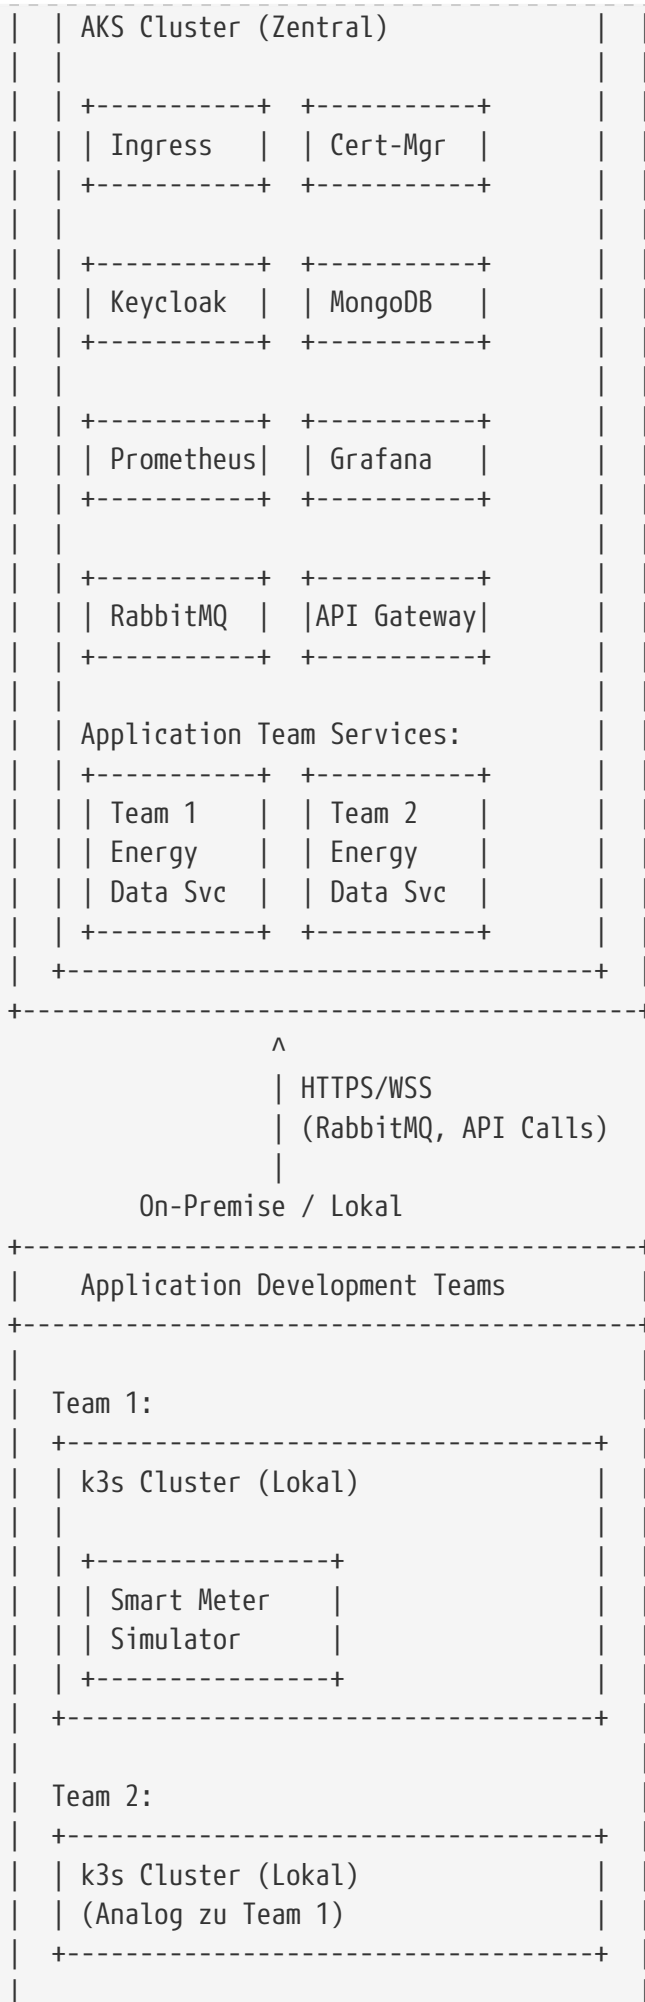 |  | AKS Cluster (Zentral)              |  |
|  |                                    |  |
|  | +-----------+  +-----------+       |  |
|  | | Ingress   |  | Cert-Mgr  |       |  |
|  | +-----------+  +-----------+       |  |
|  |                                    |  |
|  | +-----------+  +-----------+       |  |
|  | | Keycloak  |  | MongoDB   |       |  |
|  | +-----------+  +-----------+       |  |
|  |                                    |  |
|  | +-----------+  +-----------+       |  |
|  | | Prometheus|  | Grafana   |       |  |
|  | +-----------+  +-----------+       |  |
|  |                                    |  |
|  | +-----------+  +-----------+       |  |
|  | | RabbitMQ  |  |API Gateway|       |  |
|  | +-----------+  +-----------+       |  |
|  |                                    |  |
|  | Application Team Services:         |  |
|  | +-----------+  +-----------+       |  |
|  | | Team 1    |  | Team 2    |       |  |
|  | | Energy    |  | Energy    |       |  |
|  | | Data Svc  |  | Data Svc  |       |  |
|  | +-----------+  +-----------+       |  |
|  +------------------------------------+  |
+------------------------------------------+
                  ^
                  | HTTPS/WSS
                  | (RabbitMQ, API Calls)
                  |
         On-Premise / Lokal
+------------------------------------------+
|    Application Development Teams         |
+------------------------------------------+
|                                          |
|  Team 1:
|  +------------------------------------+  |
|  | k3s Cluster (Lokal)                |  |
|  |                                    |  |
|  | +----------------+                 |  |
|  | | Smart Meter    |                 |  |
|  | | Simulator      |                 |  |
|  | +----------------+                 |  |
|  +------------------------------------+  |
|                                          |
|  Team 2:                                 |
|  +------------------------------------+  |
|  | k3s Cluster (Lokal)                |  |
|  | (Analog zu Team 1)                 |  |
|  +------------------------------------+  |
|                                          |